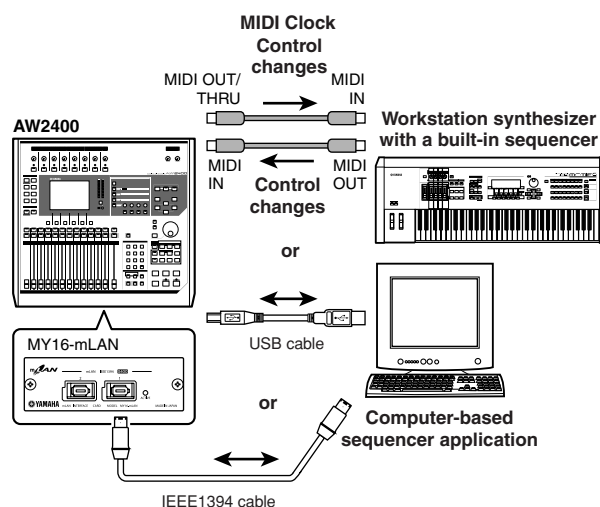 MIDI Clock
Control
changes
MIDI OUT/
THRU
MIDI
IN
AW2400
Workstation synthesizer
with a built-in sequencer
MIDI
IN
Control
changes
MIDI
OUT
or
MY16-mLAN
USB cable
mLAN
YAMAHA
or
Computer-based
sequencer application
IEEE1394 cable